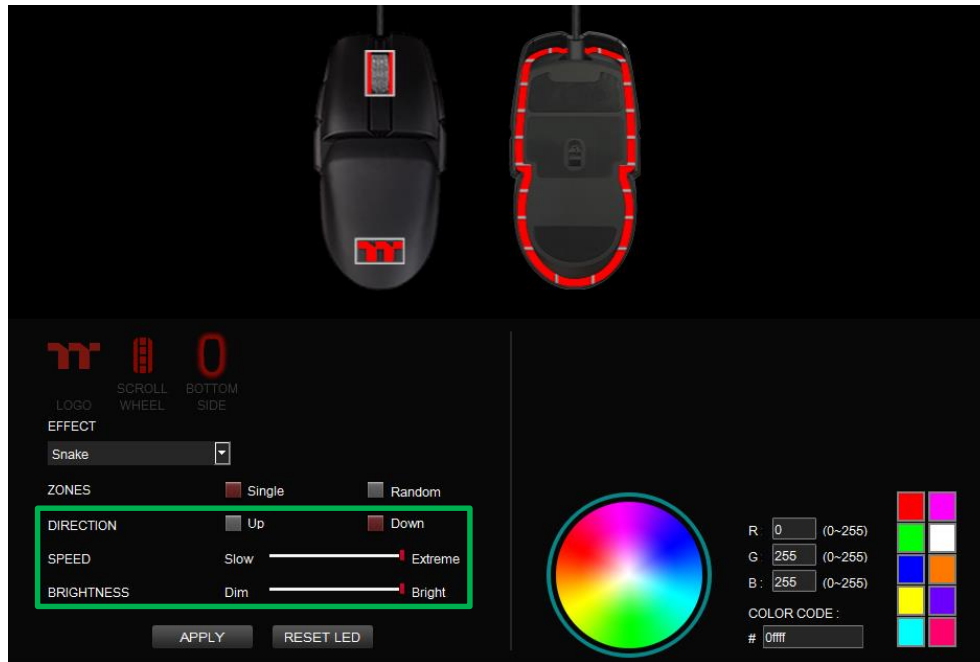 SCROLL BOTTOM
LOGO WHEEL SIDE
EFFECT
Snake
ZONES Single Random
DIRECTION Up Down
SPEED Slow Extreme
BRIGHTNESS Dim Bright
APPLY RESET LED
R : 0 (0~255)
G : 255 (0~255)
B : 255 (0~255)
COLOR CODE :
# 0ffff